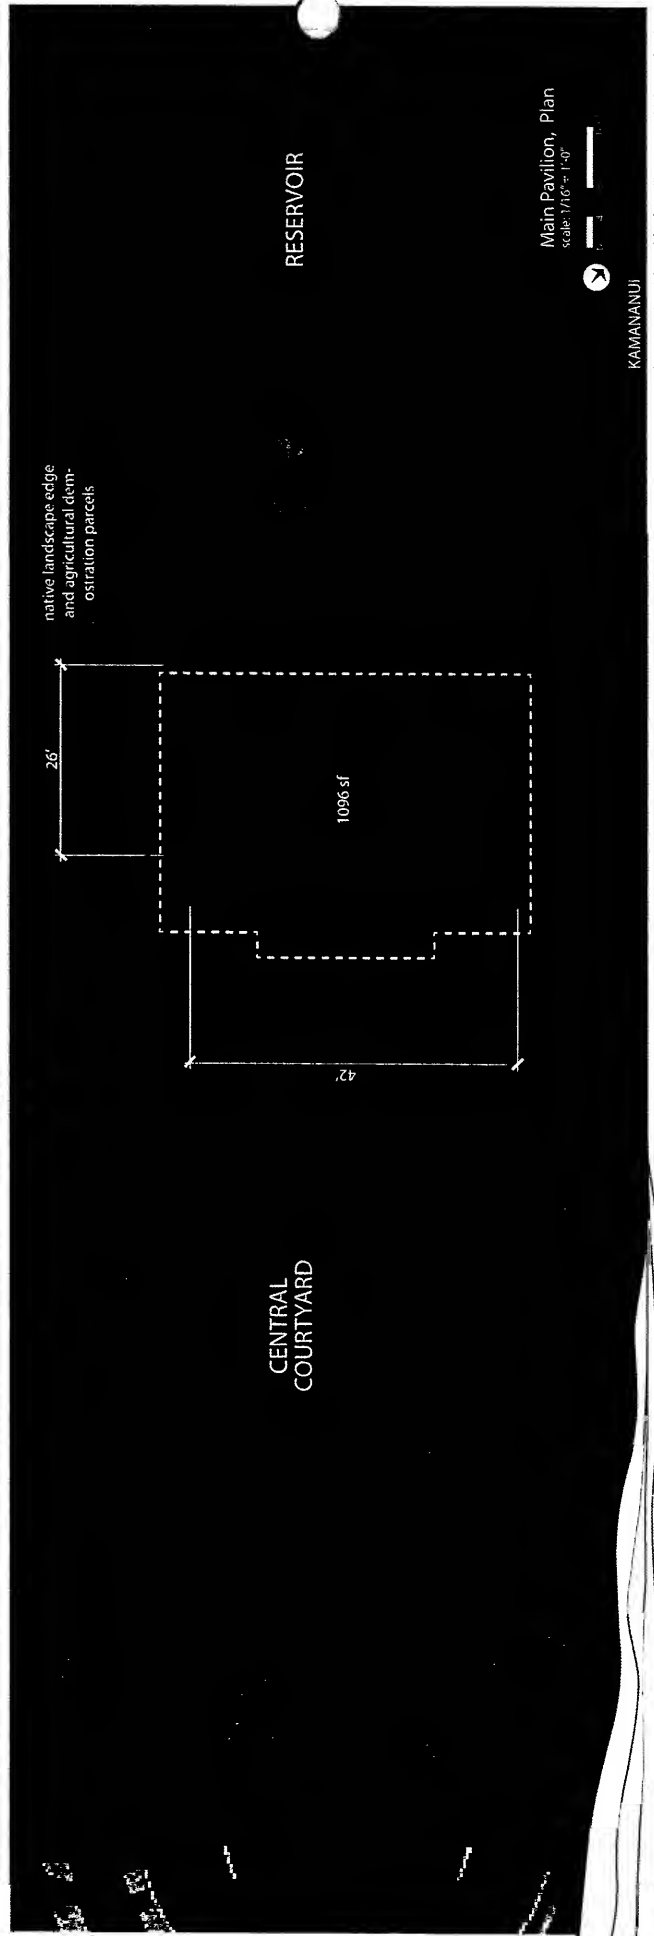 native landscape edge
and agricultural dem-
ostration parcels
26'
1096 sf
42'
RESERVOIR
CENTRAL
COURTYARD
Main Pavilion, Plan
scale: 1/16" = 1'-0"
4
KAMANANUI